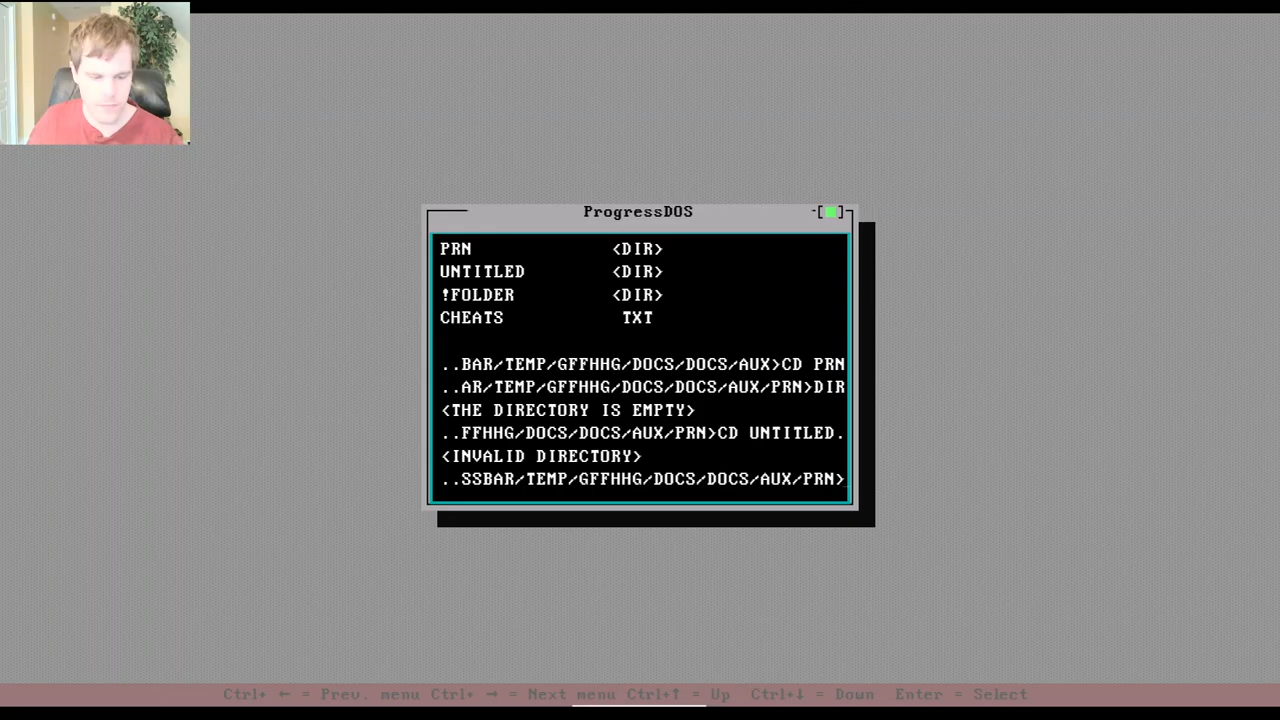 ProgressDOS
-[■]
PRN <DIR>
UNTITLED <DIR>
!FOLDER <DIR>
CHEATS TXT
..BAR/TEMP/GFFHHG/DOCS/DOCS/AUX>CD PRN
..AR/TEMP/GFFHHG/DOCS/DOCS/AUX/PRN>DIR
<THE DIRECTORY IS EMPTY>
..FFHHG/DOCS/DOCS/AUX/PRN>CD UNTITLED.
<INVALID DIRECTORY>
..SSBAR/TEMP/GFFHHG/DOCS/DOCS/AUX/PRN>_
Ctrl+ ← = Prev. menu Ctrl+ → = Next menu Ctrl+↑ = Up Ctrl+↓ = Down Enter = Select